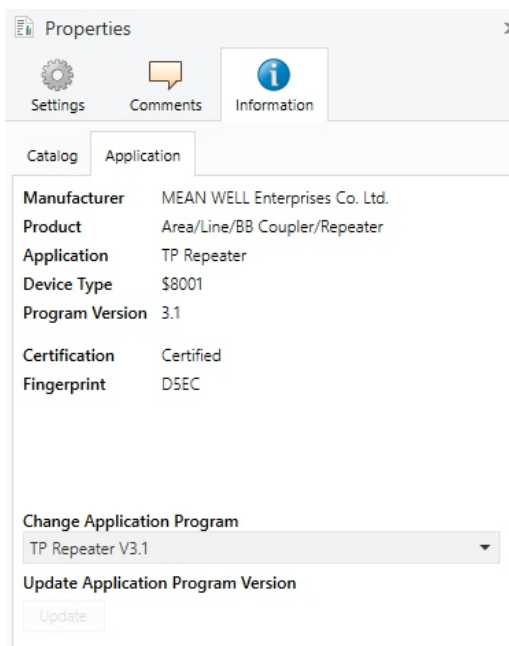 Properties
Settings Comments Information
Catalog Application
Manufacturer MEAN WELL Enterprises Co. Ltd.
Product Area/Line/BB Coupler/Repeater
Application TP Repeater
Device Type $8001
Program Version 3.1
Certification Certified
Fingerprint D5EC
Change Application Program
TP Repeater V3.1
Update Application Program Version
Update